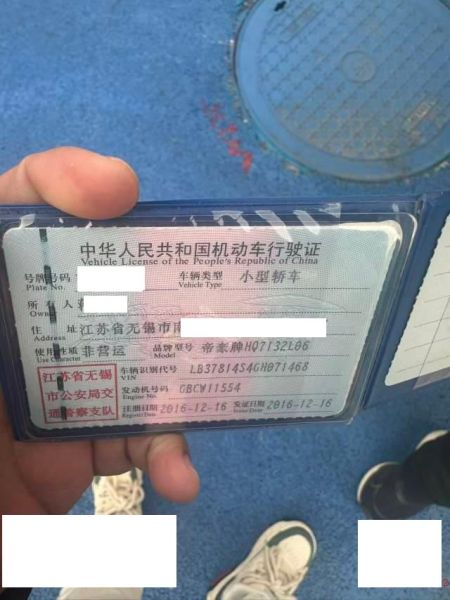 中华人民共和国机动车行驶证
Vehicle License of the People's Republic of China
号牌号码 车辆类型 小型轿车
Plate No. Vehicle Type
所有人
Owner
住 址 江苏省无锡市
Address
使用性质 非营运 品牌型号 帝豪牌HQ7132L06
Use Character Model
江苏省无锡 车辆识别代号 LB37814S4GH071468
VIN
市公安局交 发动机号码 GBCW11554
Engine No.
通警察支队 注册日期 2016-12-16 发证日期 2016-12-16
Register Date Issue Date